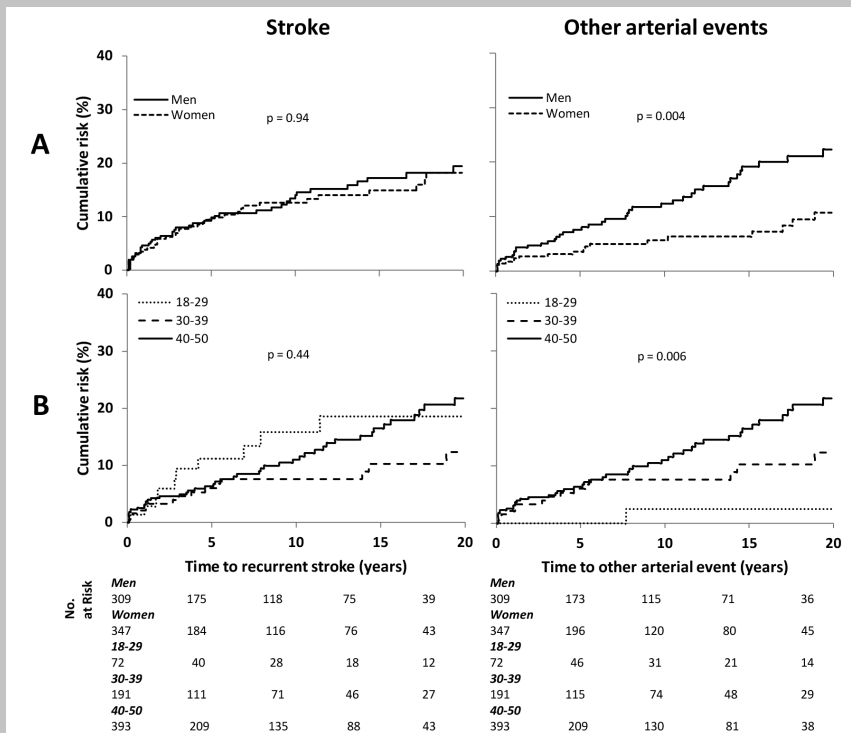 Stroke
Other arterial events
A
Cumulative risk (%)
40
30
20
10
0
Men
Women
p = 0.94
Men
Women
p = 0.004
B
Cumulative risk (%)
40
30
20
10
0
18-29
30-39
40-50
p = 0.44
18-29
30-39
40-50
p = 0.006
0 5 10 15 20
0 5 10 15 20
Time to recurrent stroke (years)
Time to other arterial event (years)
No. at Risk
Men
309 175 118 75 39
Women
347 184 116 76 43
18-29
72 40 28 18 12
30-39
191 111 71 46 27
40-50
393 209 135 88 43
Men
309 173 115 71 36
Women
347 196 120 80 45
18-29
72 46 31 21 14
30-39
191 115 74 48 29
40-50
393 209 130 81 38